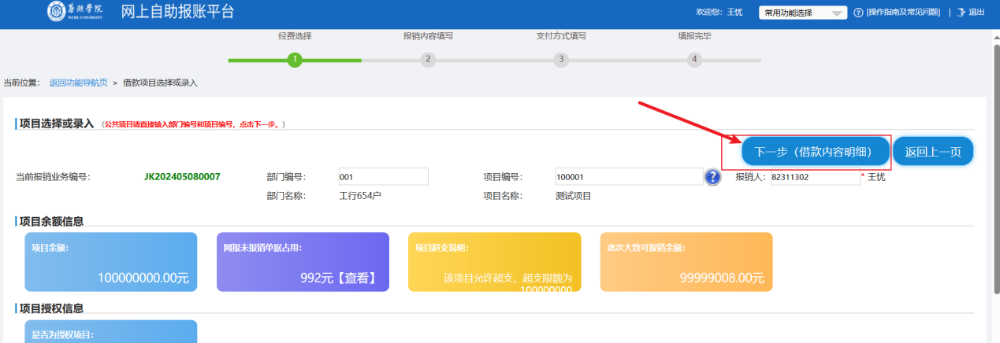 芜湖学院
WUHU UNIVERSITY
网上自助报账平台
欢迎您: 王忧
常用功能选择
[操作指南及常见问题] | 退出
经费选择 报销内容填写 支付方式填写 填报完毕
1 2 3 4
当前位置: 返回功能导航页 > 借款项目选择或录入
项目选择或录入 (公共项目请直接输入部门编号和项目编号，点击下一步。)
下一步（借款内容明细） 返回上一页
当前报销业务编号: JK202405080007 部门编号: 001 项目编号: 100001 ? 报销人: 82311302 * 王忧
部门名称: 工行654户 项目名称: 测试项目
项目余额信息
项目余额:
100000000.00元
网报未报销单据占用:
992元【查看】
项目超支说明:
该项目允许超支，超支限额为
100000000
此次大致可报销余额:
99999008.00元
项目授权信息
是否为授权项目: